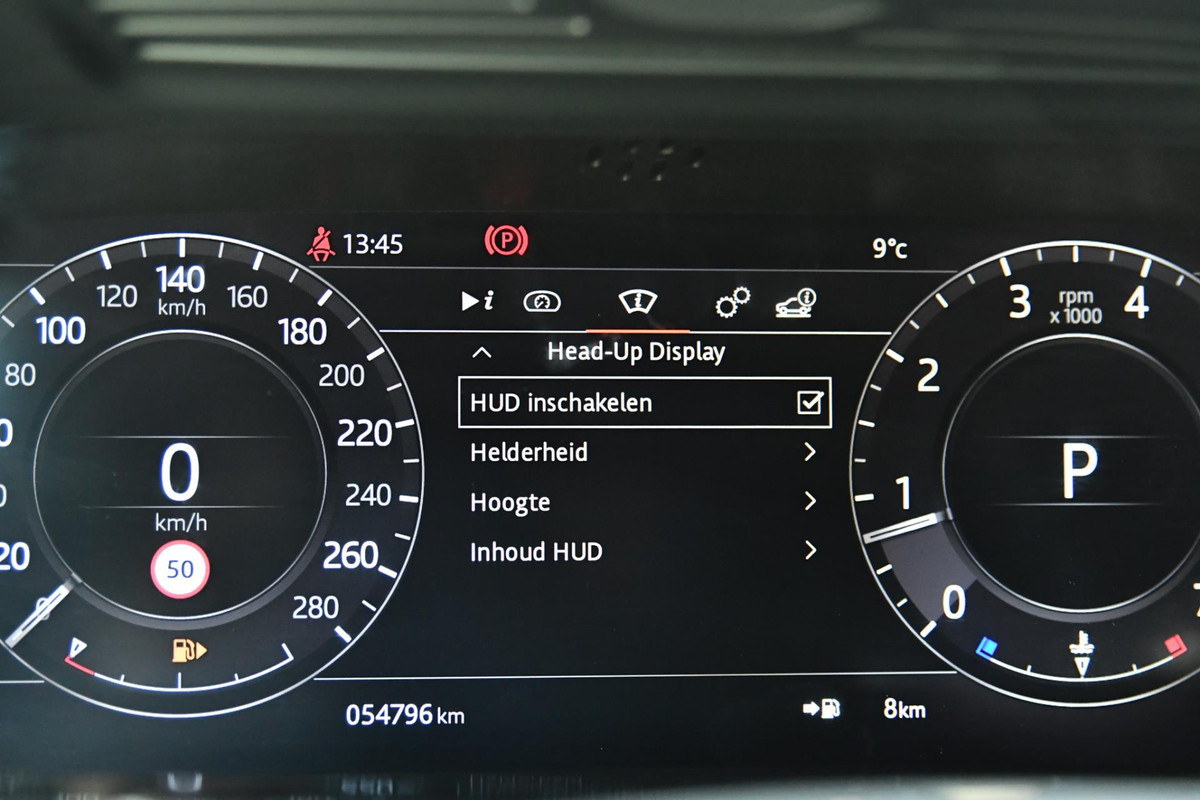 13:45
P
9°c
i
i
i
Head-Up Display
HUD inschakelen
Helderheid
Hoogte
Inhoud HUD
80
100
120
140
km/h
160
180
200
220
240
260
280
20
0
km/h
50
0
1
2
3
rpm
x 1000
4
P
054796 km
8km